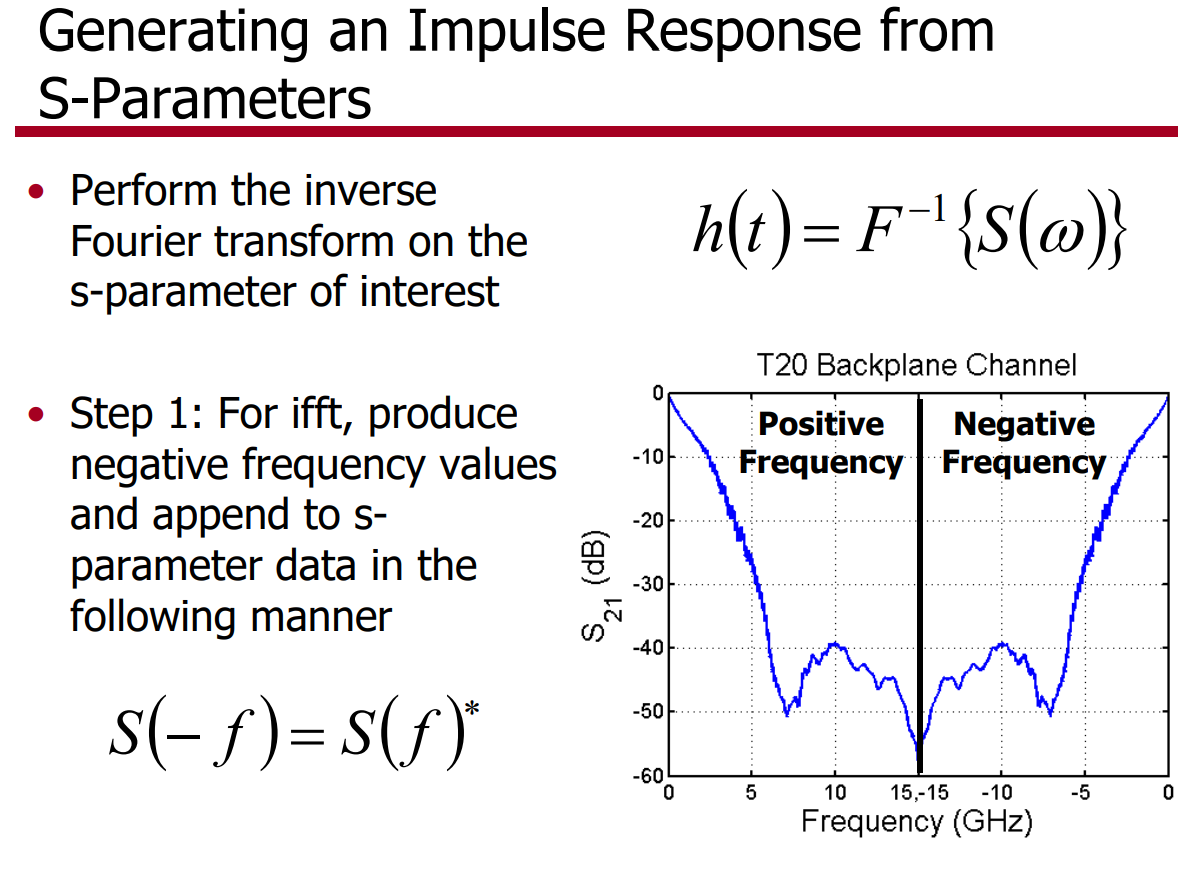 Generating an Impulse Response from
S-Parameters
• Perform the inverse
Fourier transform on the
s-parameter of interest
h(t) = F⁻¹{S(ω)}
• Step 1: For ifft, produce
negative frequency values
and append to s-
parameter data in the
following manner
S(− f) = S(f)*
T20 Backplane Channel
Positive
Frequency
Negative
Frequency
0
-10
-20
-30
-40
-50
-60
S₂₁ (dB)
0 5 10 15,-15 -10 -5 0
Frequency (GHz)